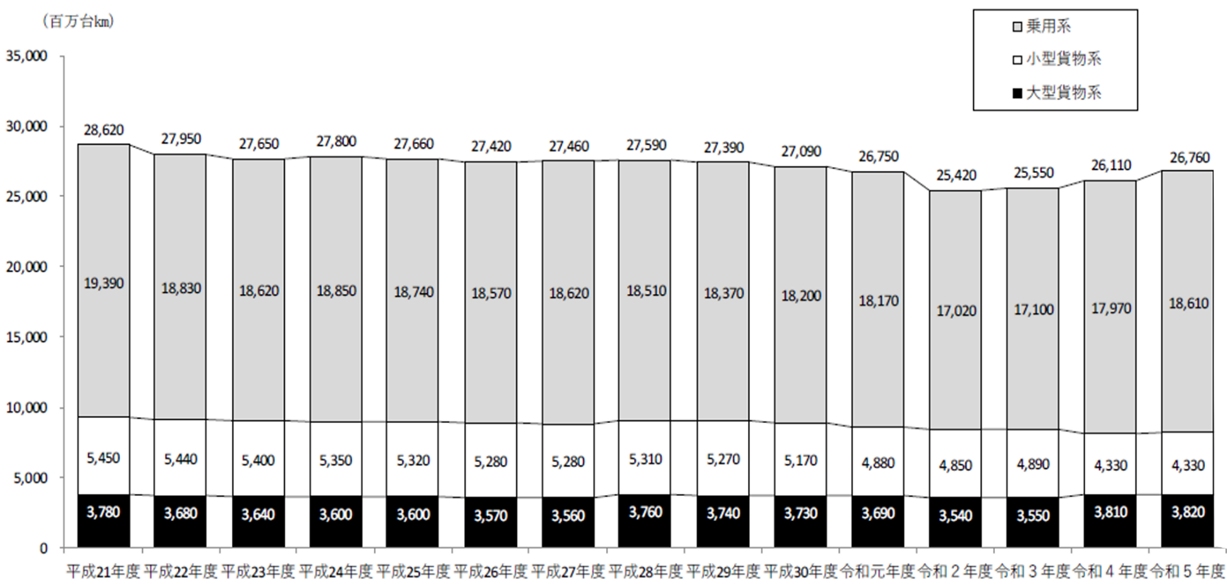 (百万台km)
乗用系
小型貨物系
大型貨物系
35,000
30,000
25,000
20,000
15,000
10,000
5,000
0
28,620 27,950 27,650 27,800 27,660 27,420 27,460 27,590 27,390 27,090 26,750 25,420 25,550 26,110 26,760
19,390 18,830 18,620 18,850 18,740 18,570 18,620 18,510 18,370 18,200 18,170 17,020 17,100 17,970 18,610
5,450 5,440 5,400 5,350 5,320 5,280 5,280 5,310 5,270 5,170 4,880 4,850 4,890 4,330 4,330
3,780 3,680 3,640 3,600 3,600 3,570 3,560 3,760 3,740 3,730 3,690 3,540 3,550 3,810 3,820
平成21年度 平成22年度 平成23年度 平成24年度 平成25年度 平成26年度 平成27年度 平成28年度 平成29年度 平成30年度 令和元年度 令和2年度 令和3年度 令和4年度 令和5年度